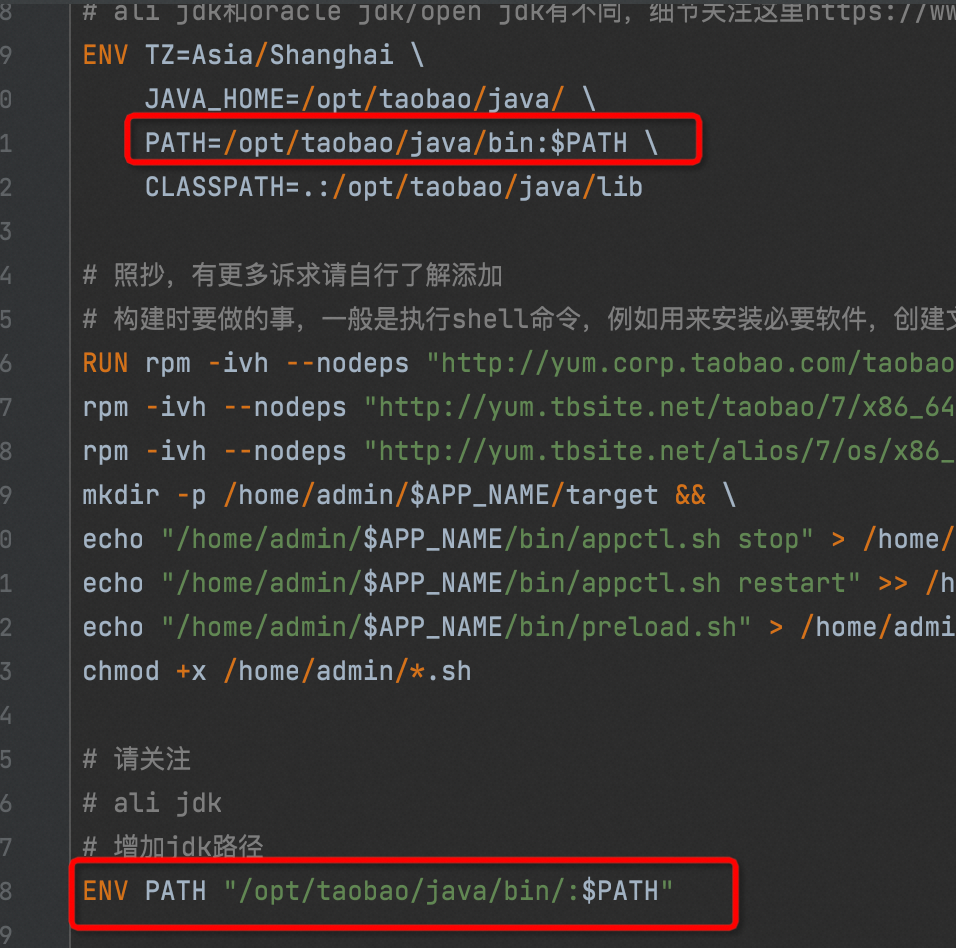 # ali jdk和oracle jdk/open jdk有不同，细节关注这里https://ww
9 ENV TZ=Asia/Shanghai \
0 JAVA_HOME=/opt/taobao/java/ \
1 PATH=/opt/taobao/java/bin:$PATH \
2 CLASSPATH=.:/opt/taobao/java/lib
3
4 # 照抄，有更多诉求请自行了解添加
5 # 构建时要做的事，一般是执行shell命令，例如用来安装必要软件，创建文
6 RUN rpm -ivh --nodeps "http://yum.corp.taobao.com/taobao
7 rpm -ivh --nodeps "http://yum.tbsite.net/taobao/7/x86_64
8 rpm -ivh --nodeps "http://yum.tbsite.net/alios/7/os/x86_
9 mkdir -p /home/admin/$APP_NAME/target && \
0 echo "/home/admin/$APP_NAME/bin/appctl.sh stop" > /home/
1 echo "/home/admin/$APP_NAME/bin/appctl.sh restart" >> /h
2 echo "/home/admin/$APP_NAME/bin/preload.sh" > /home/admi
3 chmod +x /home/admin/*.sh
4
5 # 请关注
6 # ali jdk
7 # 增加jdk路径
8 ENV PATH "/opt/taobao/java/bin/:$PATH"
9